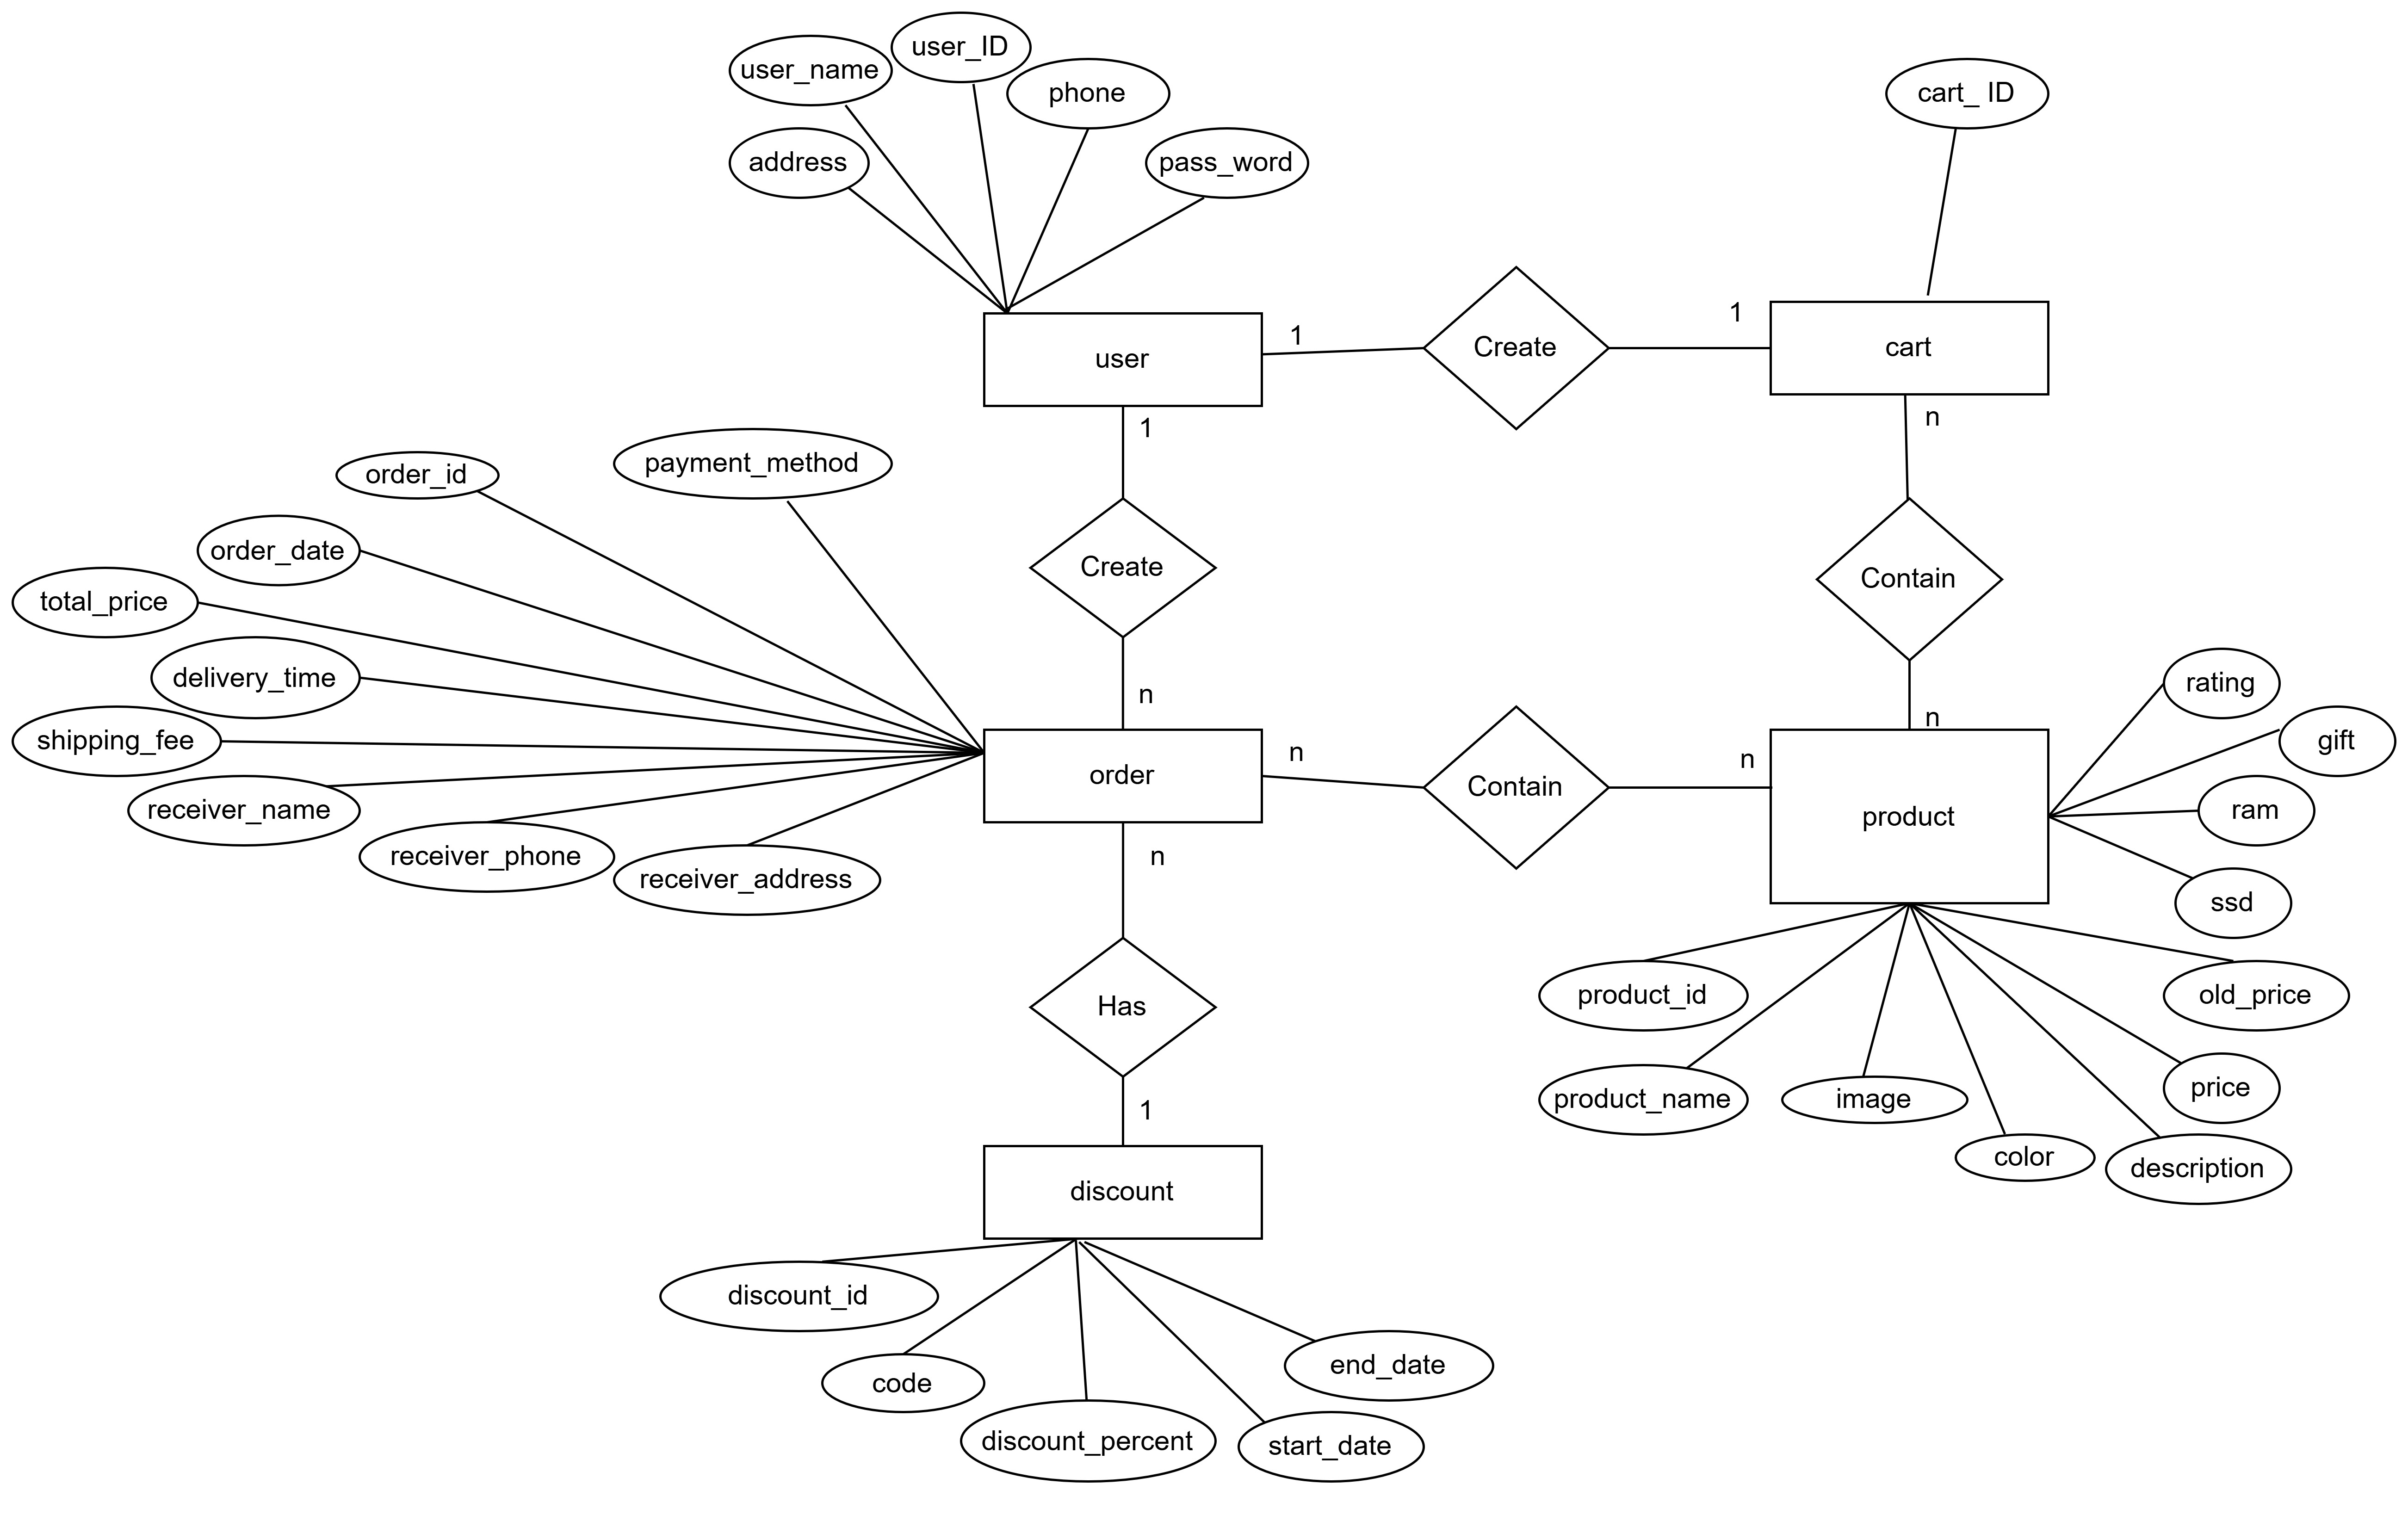 user_ID
user_name
phone
cart_ ID
address
pass_word
user
1
Create
1
cart
1
n
payment_method
order_id
order_date
Create
Contain
total_price
delivery_time
rating
n
n
shipping_fee
gift
order
n
Contain
n
product
receiver_name
ram
receiver_phone
n
receiver_address
ssd
Has
product_id
old_price
product_name
image
price
1
color
description
discount
discount_id
end_date
code
discount_percent
start_date